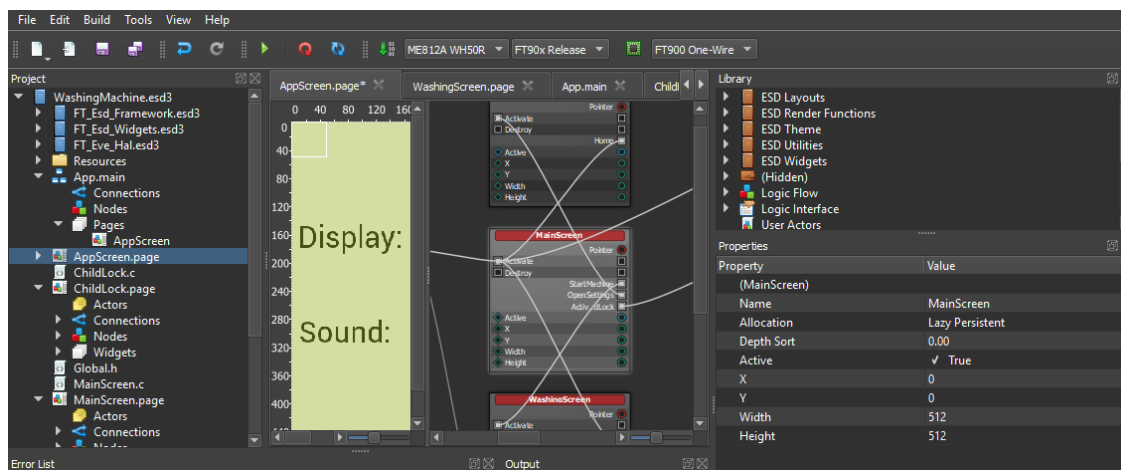 File Edit Build Tools View Help
ME812A WH50R FT90x Release FT900 One-Wire
Project
WashingMachine.esd3
FT_Esd_Framework.esd3
FT_Esd_Widgets.esd3
FT_Eve_Hal.esd3
Resources
App.main
Connections
Nodes
Pages
AppScreen
AppScreen.page
ChildLock.c
ChildLock.page
Actors
Connections
Nodes
Widgets
Global.h
MainScreen.c
MainScreen.page
Actors
Connections
AppScreen.page* WashingScreen.page App.main Childl
0 40 80 120 160
0
40
80
120
160
200
240
280
320
360
400
Display:
Sound:
Pointer
Activate
Destroy
Home
Active
X
Y
Width
Height
MainScreen
Pointer
Activate
Destroy
StartMachine
OpenSettings
Activ..dLock
Active
X
Y
Width
Height
WashingScreen
Pointer
Activate
Library
ESD Layouts
ESD Render Functions
ESD Theme
ESD Utilities
ESD Widgets
(Hidden)
Logic Flow
Logic Interface
User Actors
Properties
Property Value
(MainScreen)
Name MainScreen
Allocation Lazy Persistent
Depth Sort 0.00
Active ✓ True
X 0
Y 0
Width 512
Height 512
Error List Output